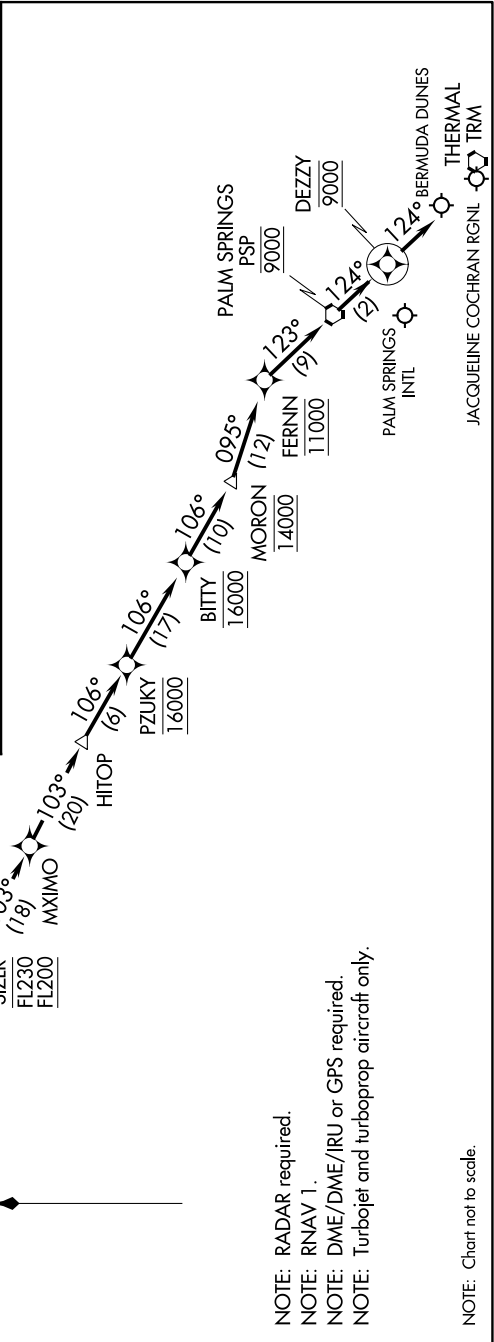 FL230
FL200
(18)
MXIMO
103°
(20)
HITOP
106°
(6)
PZUKY
16000
106°
(17)
BITTY
16000
106°
(10)
MORON
14000
095°
(12)
FERNN
11000
123°
(9)
PALM SPRINGS
PSP
9000
124°
(2)
DEZZY
9000
124°
PALM SPRINGS
INTL
BERMUDA DUNES
THERMAL
TRM
JACQUELINE COCHRAN RGNL
NOTE: RADAR required.
NOTE: RNAV 1.
NOTE: DME/DME/IRU or GPS required.
NOTE: Turbojet and turboprop aircraft only.
NOTE: Chart not to scale.